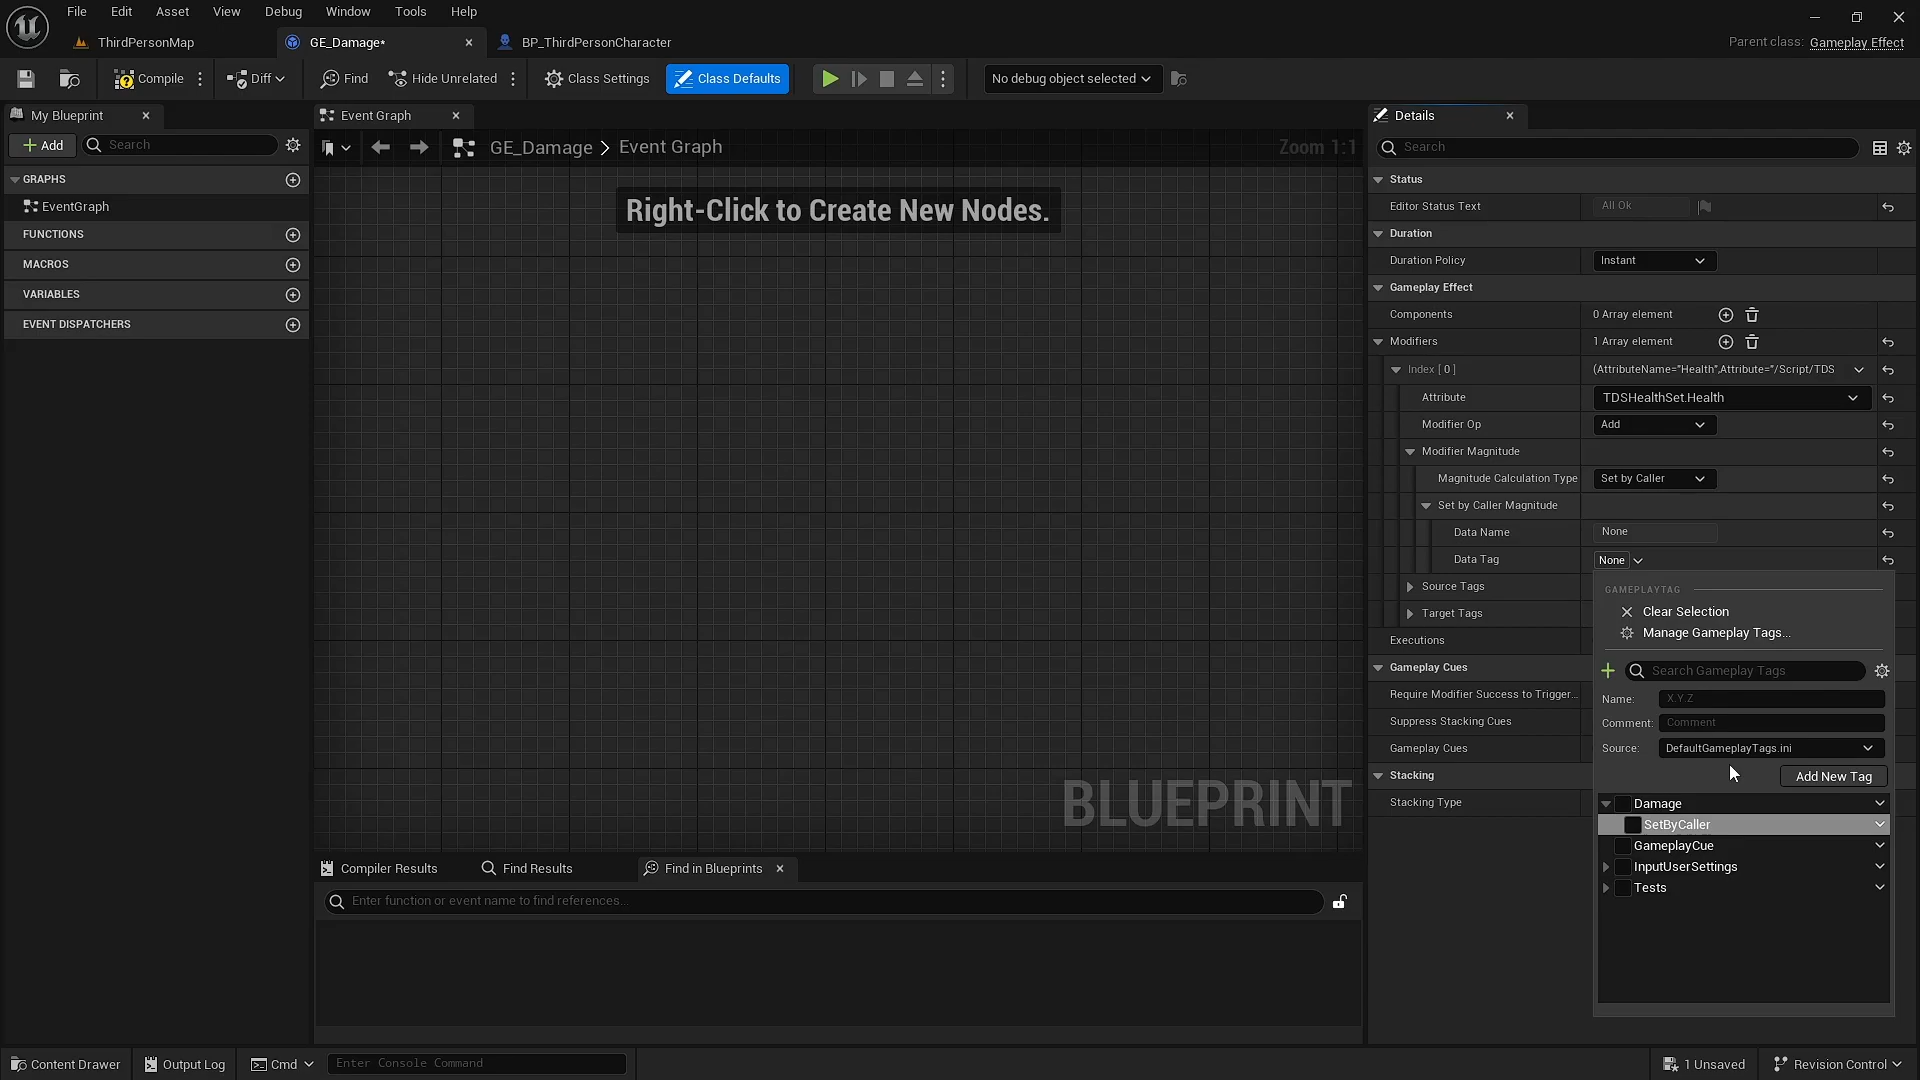 File Edit Asset View Debug Window Tools Help
ThirdPersonMap GE_Damage* BP_ThirdPersonCharacter Parent class: Gameplay Effect
Compile Diff Find Hide Unrelated Class Settings Class Defaults No debug object selected
My Blueprint
Add Search
GRAPHS
EventGraph
FUNCTIONS
MACROS
VARIABLES
EVENT DISPATCHERS
Event Graph
GE_Damage > Event Graph Zoom 1:1
Right-Click to Create New Nodes.
BLUEPRINT
Compiler Results Find Results Find in Blueprints
Enter function or event name to find references...
Details
Search
Status
Editor Status Text All Ok
Duration
Duration Policy Instant
Gameplay Effect
Components 0 Array element
Modifiers 1 Array element
Index [ 0 ] (AttributeName="Health",Attribute="/Script/TDS
Attribute TDSHealthSet.Health
Modifier Op Add
Modifier Magnitude
Magnitude Calculation Type Set by Caller
Set by Caller Magnitude
Data Name None
Data Tag None
Source Tags
Target Tags
Executions
Gameplay Cues
Require Modifier Success to Trigger...
Suppress Stacking Cues
Gameplay Cues
Stacking
Stacking Type
GAMEPLAYTAG
Clear Selection
Manage Gameplay Tags...
Search Gameplay Tags
Name: X.Y.Z
Comment: Comment
Source: DefaultGameplayTags.ini
Add New Tag
Damage
SetByCaller
GameplayCue
InputUserSettings
Tests
Content Drawer Output Log Cmd Enter Console Command 1 Unsaved Revision Control